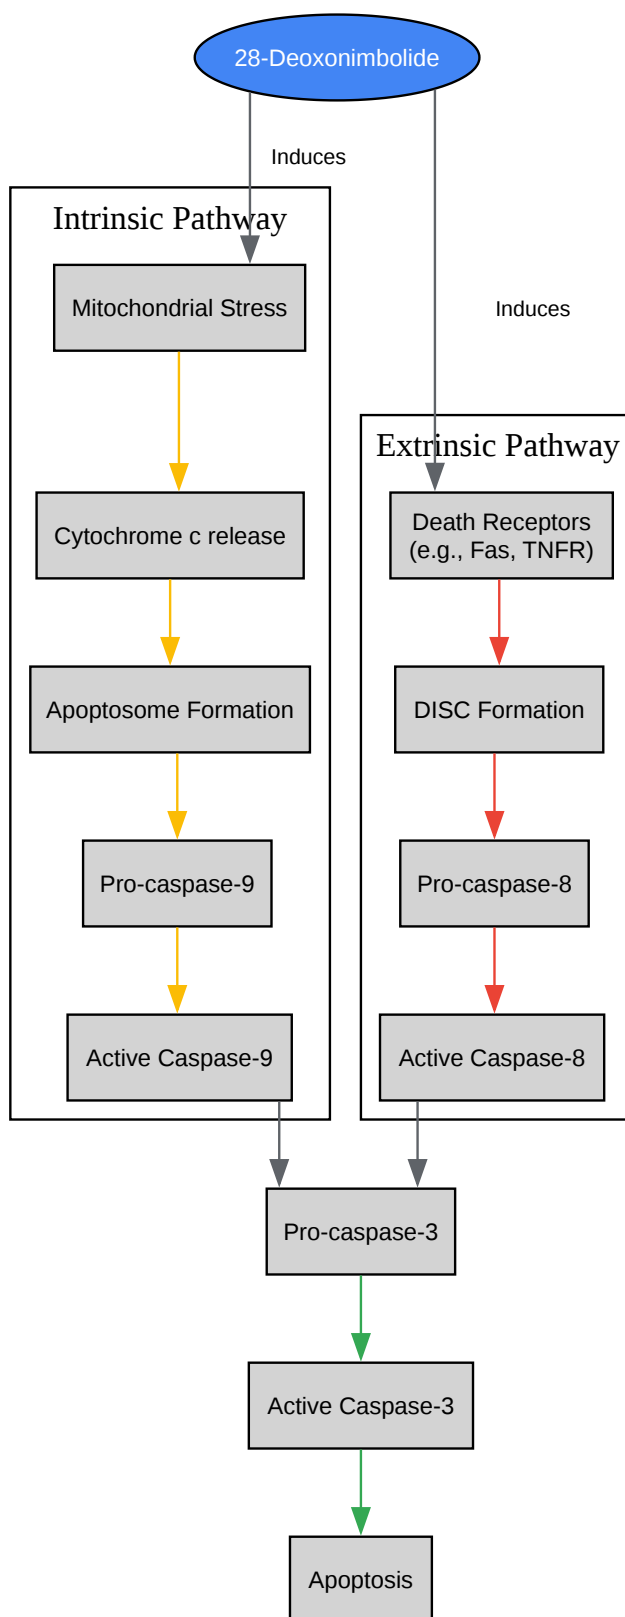 28-Deoxonimbolide
Induces
Intrinsic Pathway
Mitochondrial Stress
Induces
Extrinsic Pathway
Cytochrome c release
Death Receptors
(e.g., Fas, TNFR)
Apoptosome Formation
DISC Formation
Pro-caspase-9
Pro-caspase-8
Active Caspase-9
Active Caspase-8
Pro-caspase-3
Active Caspase-3
Apoptosis